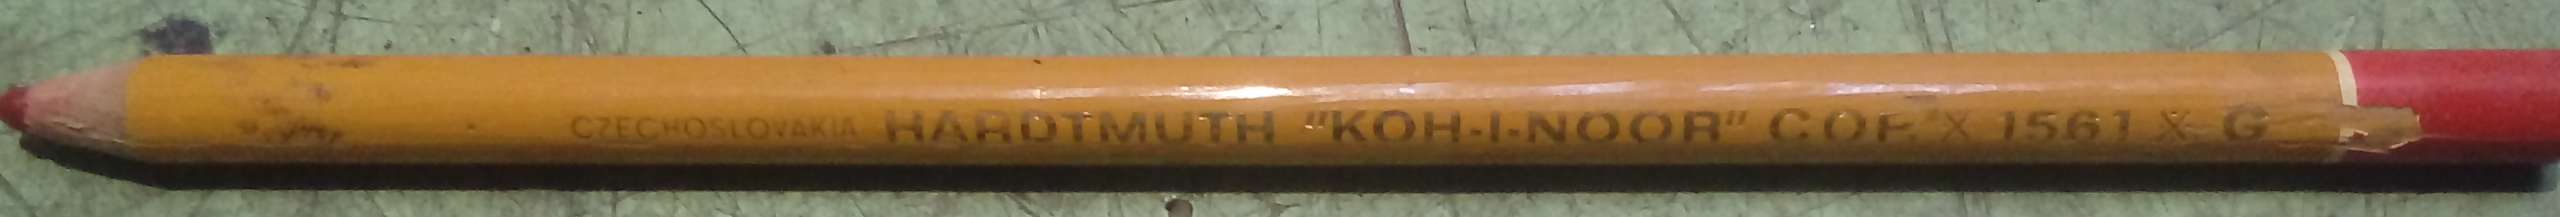 CZECHOSLOVAKIA HARDTMUTH "KOH-I-NOOR" COP. X 1561 X G